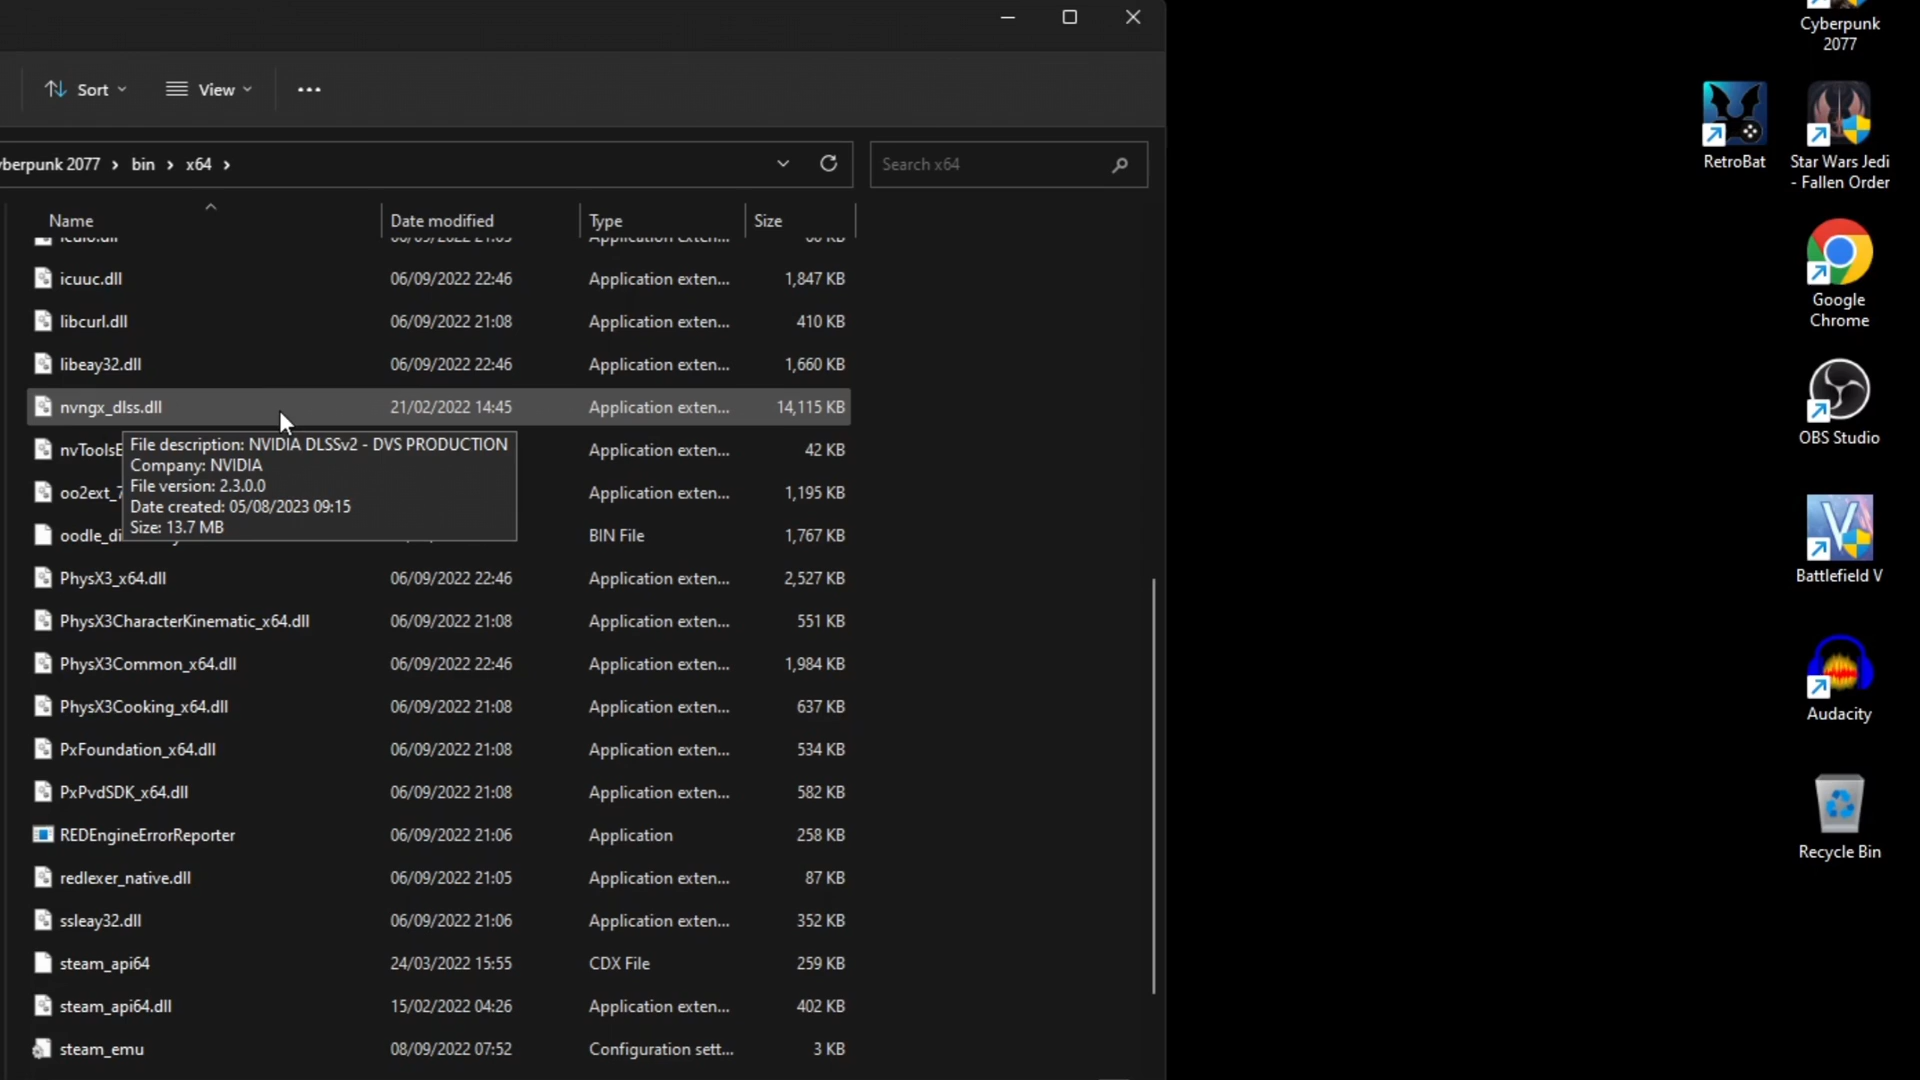 Sort
View
yberpunk 2077 > bin > x64 >
Search x64
Name
Date modified
Type
Size
icuuc.dll 06/09/2022 22:46 Application exten... 1,847 KB
libcurl.dll 06/09/2022 21:08 Application exten... 410 KB
libeay32.dll 06/09/2022 22:46 Application exten... 1,660 KB
nvngx_dlss.dll 21/02/2022 14:45 Application exten... 14,115 KB
nvToolsE Application exten... 42 KB
oo2ext_7 Application exten... 1,195 KB
oodle_di BIN File 1,767 KB
File description: NVIDIA DLSSv2 - DVS PRODUCTION
Company: NVIDIA
File version: 2.3.0.0
Date created: 05/08/2023 09:15
Size: 13.7 MB
PhysX3_x64.dll 06/09/2022 22:46 Application exten... 2,527 KB
PhysX3CharacterKinematic_x64.dll 06/09/2022 21:08 Application exten... 551 KB
PhysX3Common_x64.dll 06/09/2022 22:46 Application exten... 1,984 KB
PhysX3Cooking_x64.dll 06/09/2022 21:08 Application exten... 637 KB
PxFoundation_x64.dll 06/09/2022 21:08 Application exten... 534 KB
PxPvdSDK_x64.dll 06/09/2022 21:08 Application exten... 582 KB
REDEngineErrorReporter 06/09/2022 21:06 Application 258 KB
redlexer_native.dll 06/09/2022 21:05 Application exten... 87 KB
ssleay32.dll 06/09/2022 21:06 Application exten... 352 KB
steam_api64 24/03/2022 15:55 CDX File 259 KB
steam_api64.dll 15/02/2022 04:26 Application exten... 402 KB
steam_emu 08/09/2022 07:52 Configuration sett... 3 KB
Cyberpunk
2077
RetroBat
Star Wars Jedi
- Fallen Order
Google
Chrome
OBS Studio
Battlefield V
Audacity
Recycle Bin